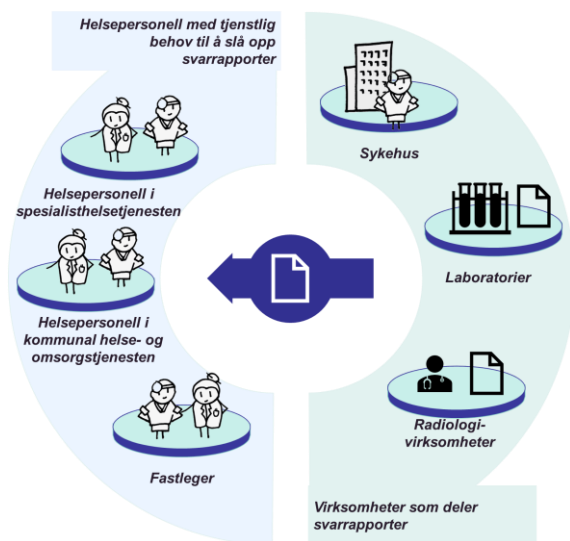 Helsepersonell med tjenstlig
behov til å slå opp
svarrapporter
Helsepersonell i
spesialisthelsetjenesten
Helsepersonell i
kommunal helse- og
omsorgstjenesten
Fastleger
Sykehus
Laboratorier
Radiologi-
virksomheter
Virksomheter som deler
svarrapporter